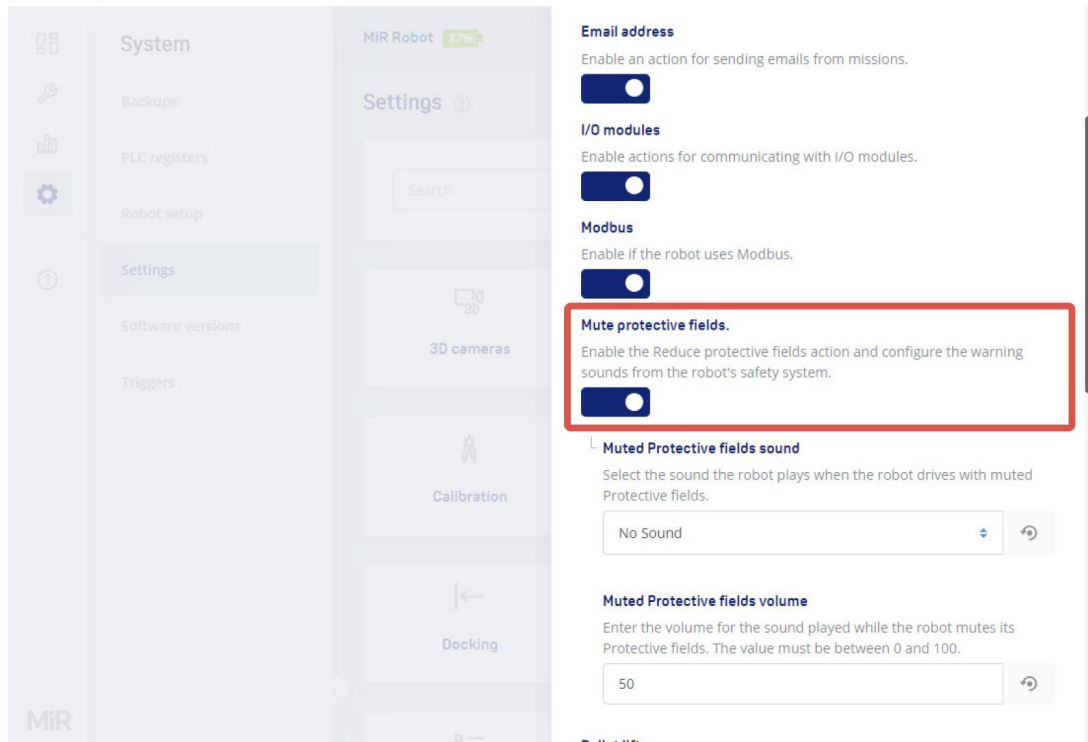 System
Backups
PLC registers
Robot setup
Settings
Software versions
Triggers
MiR
MiR Robot 87%
Settings
Search
3D
3D cameras
Calibration
Docking
Email address
Enable an action for sending emails from missions.
I/O modules
Enable actions for communicating with I/O modules.
Modbus
Enable if the robot uses Modbus.
Mute protective fields.
Enable the Reduce protective fields action and configure the warning
sounds from the robot's safety system.
Muted Protective fields sound
Select the sound the robot plays when the robot drives with muted
Protective fields.
No Sound
Muted Protective fields volume
Enter the volume for the sound played while the robot mutes its
Protective fields. The value must be between 0 and 100.
50